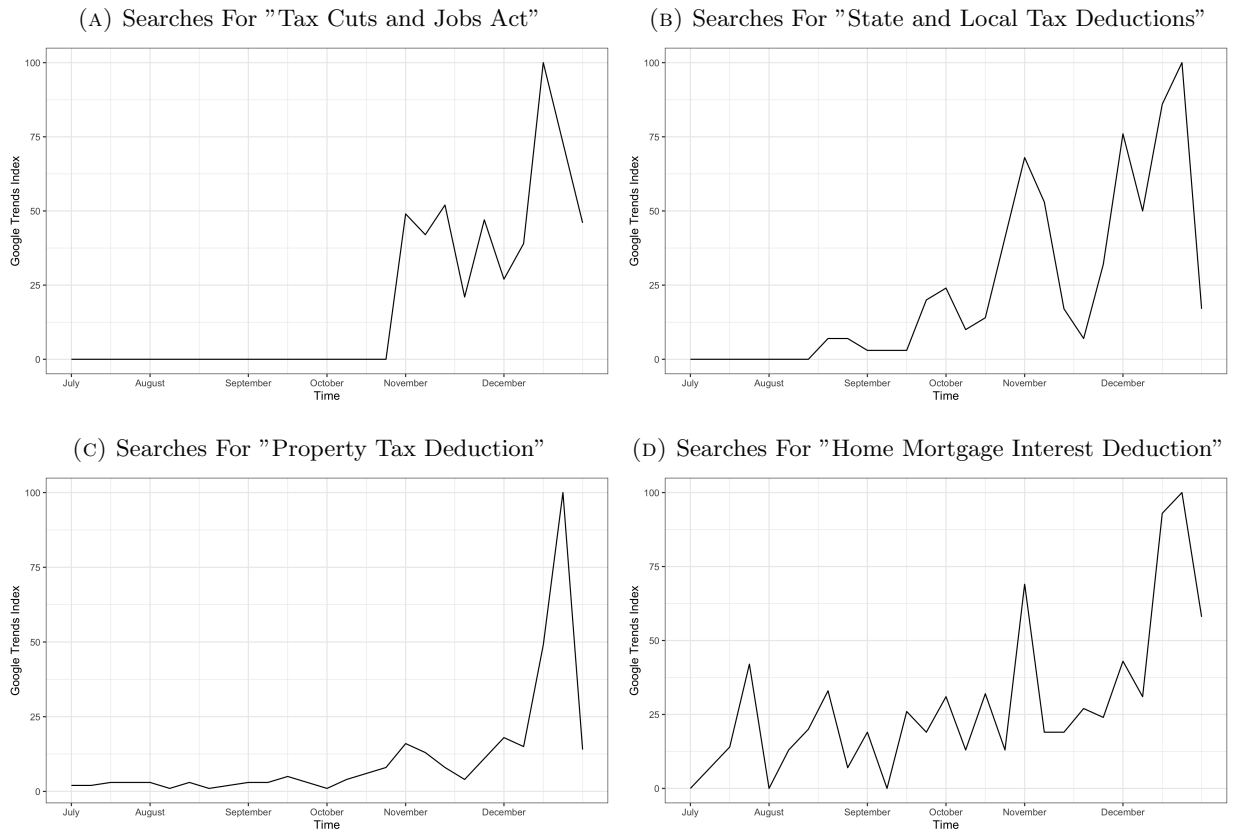 (A) Searches For ”Tax Cuts and Jobs Act”
100
75
50
25
0
Google Trends Index
July August September October November December
Time
(B) Searches For ”State and Local Tax Deductions”
100
75
50
25
0
Google Trends Index
July August September October November December
Time
(C) Searches For ”Property Tax Deduction”
100
75
50
25
0
Google Trends Index
July August September October November December
Time
(D) Searches For ”Home Mortgage Interest Deduction”
100
75
50
25
0
Google Trends Index
July August September October November December
Time